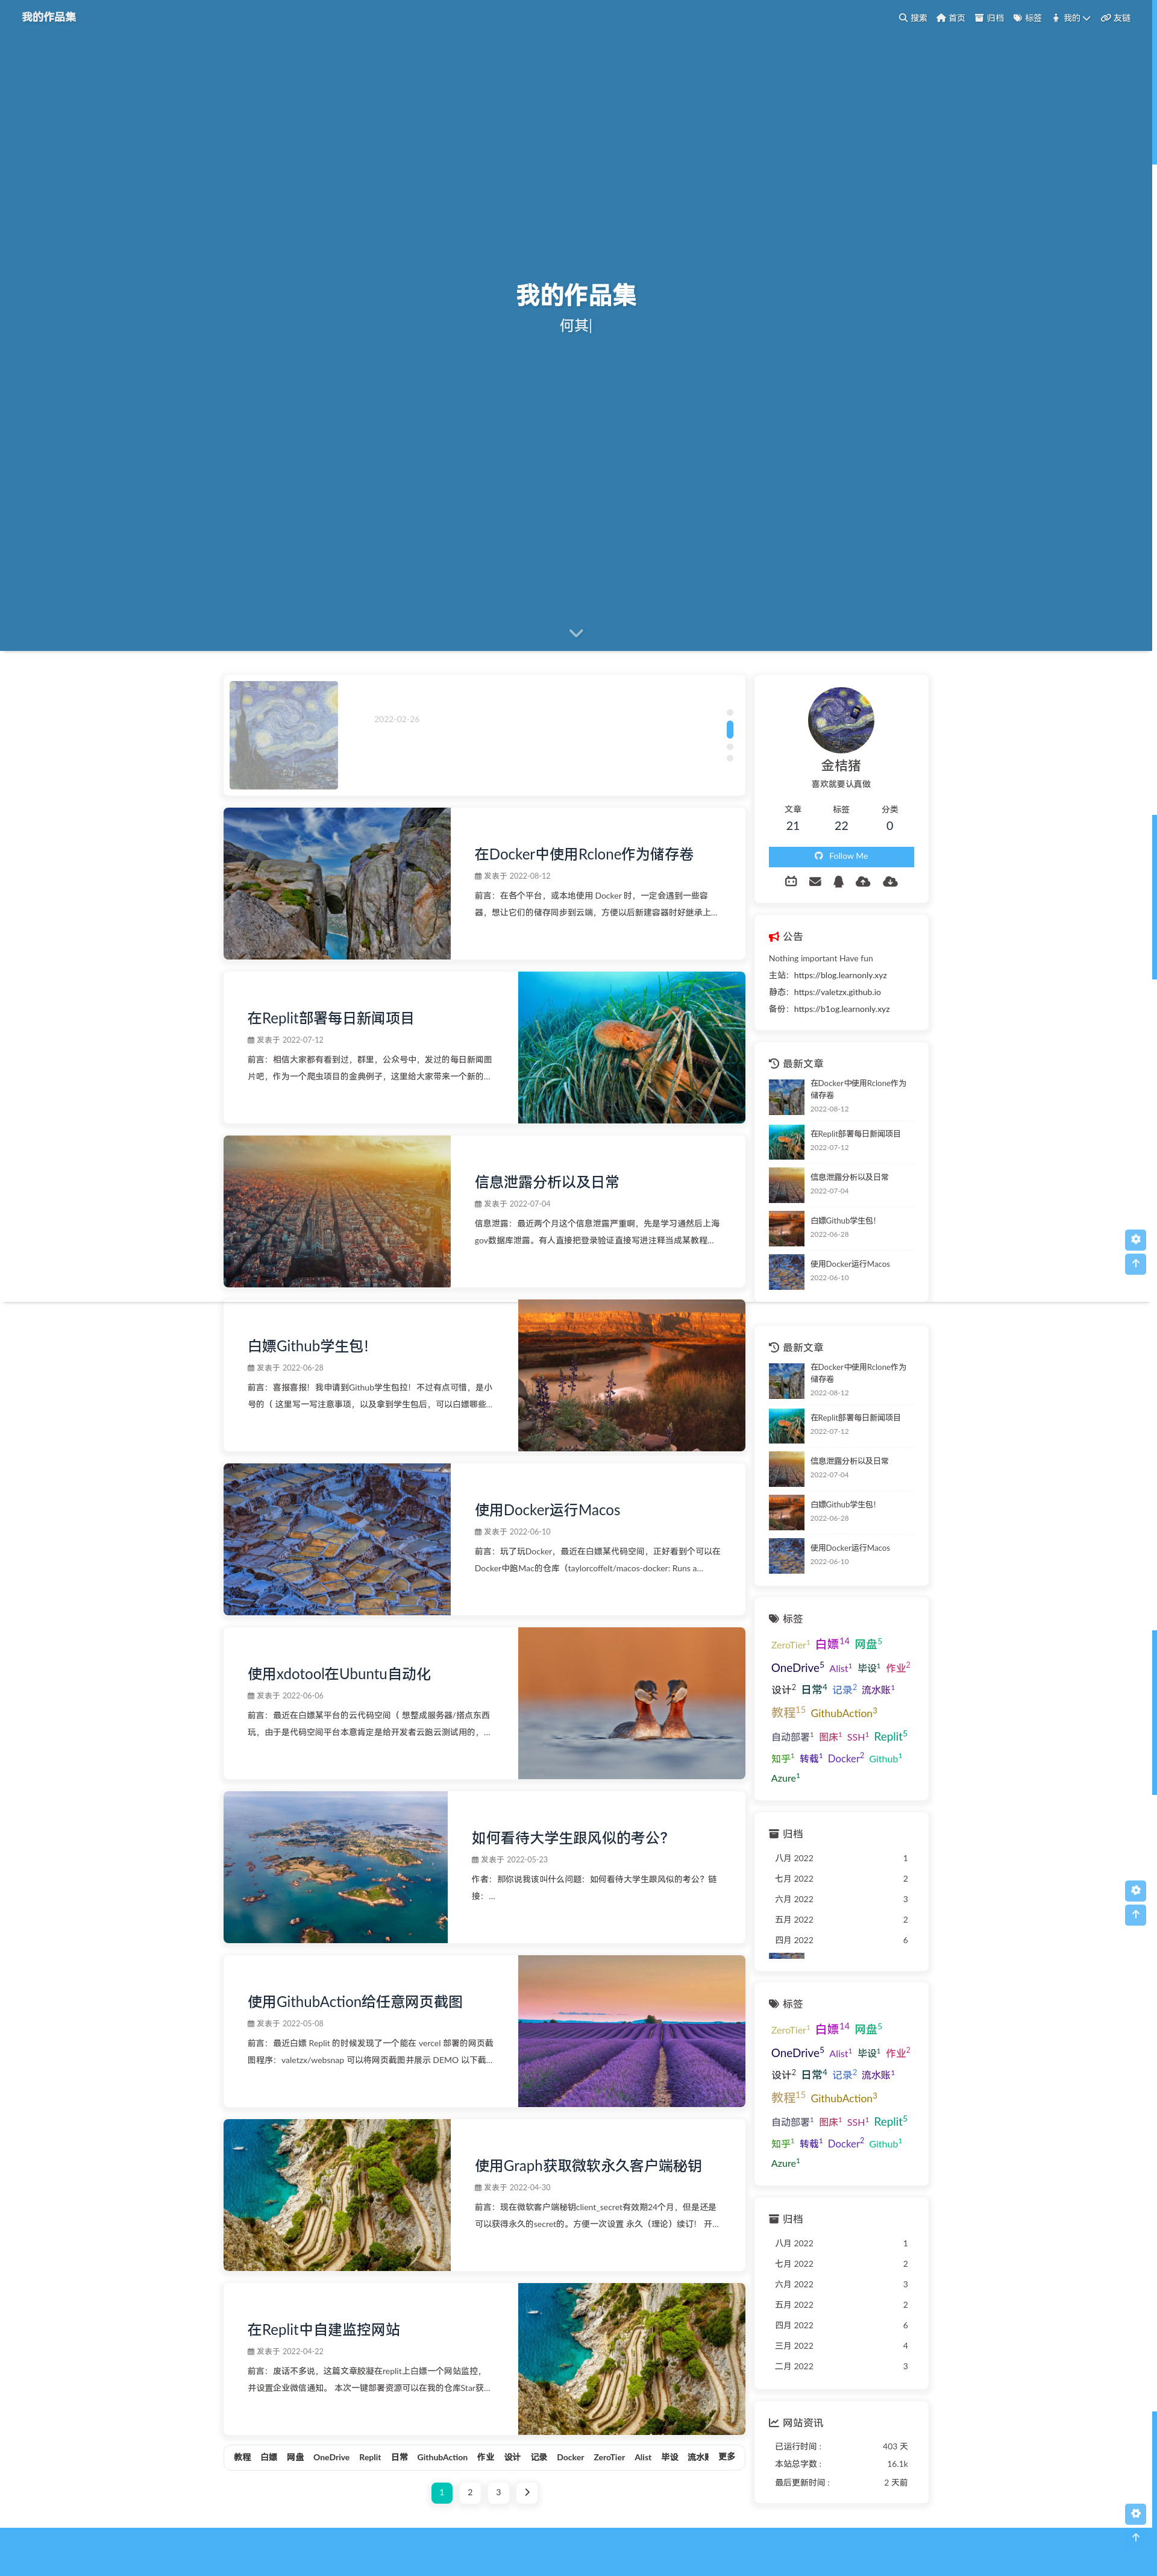 我的作品集
搜索 首页 归档 标签 我的 友链
我的作品集
何其|
2022-02-26
在Docker中使用Rclone作为储存卷
发表于 2022-08-12
前言：在各个平台，或本地使用 Docker 时，一定会遇到一些容
器，想让它们的储存同步到云端，方便以后新建容器时好继承上...
在Replit部署每日新闻项目
发表于 2022-07-12
前言：相信大家都有看到过，群里，公众号中，发过的每日新闻图
片吧，作为一个爬虫项目的金典例子，这里给大家带来一个新的...
信息泄露分析以及日常
发表于 2022-07-04
信息泄露：最近两个月这个信息泄露严重啊，先是学习通然后上海
gov数据库泄露。有人直接把登录验证直接写进注释当成某教程...
白嫖Github学生包！
发表于 2022-06-28
前言：喜报喜报！我申请到Github学生包拉！不过有点可惜，是小
号的（ 这里写一写注意事项，以及拿到学生包后，可以白嫖哪些...
使用Docker运行Macos
发表于 2022-06-10
前言：玩了玩Docker，最近在白嫖某代码空间，正好看到个可以在
Docker中跑Mac的仓库（taylorcoffelt/macos-docker: Runs a...
使用xdotool在Ubuntu自动化
发表于 2022-06-06
前言：最近在白嫖某平台的云代码空间（ 想整成服务器/搭点东西
玩，由于是代码空间平台本意肯定是给开发者云跑云测试用的，...
如何看待大学生跟风似的考公？
发表于 2022-05-23
作者：那你说我该叫什么问题：如何看待大学生跟风似的考公？链
接：...
使用GithubAction给任意网页截图
发表于 2022-05-08
前言：最近白嫖 Replit 的时候发现了一个能在 vercel 部署的网页截
图程序：valetzx/websnap 可以将网页截图并展示 DEMO 以下截...
使用Graph获取微软永久客户端秘钥
发表于 2022-04-30
前言：现在微软客户端秘钥client_secret有效期24个月，但是还是
可以获得永久的secret的。方便一次设置 永久（理论）续订！ 开...
在Replit中自建监控网站
发表于 2022-04-22
前言：废话不多说，这篇文章胶凝在replit上白嫖一个网站监控，
并设置企业微信通知。 本次一键部署资源可以在我的仓库Star获...
教程 白嫖 网盘 OneDrive Replit 日常 GithubAction 作业 设计 记录 Docker ZeroTier Alist 毕设 流水账 更多
1 2 3
金桔猪
喜欢就要认真做
文章 标签 分类
21 22 0
Follow Me
公告
Nothing important Have fun
主站：https://blog.learnonly.xyz
静态：https://valetzx.github.io
备份：https://b1og.learnonly.xyz
最新文章
在Docker中使用Rclone作为
储存卷
2022-08-12
在Replit部署每日新闻项目
2022-07-12
信息泄露分析以及日常
2022-07-04
白嫖Github学生包！
2022-06-28
使用Docker运行Macos
2022-06-10
最新文章
在Docker中使用Rclone作为
储存卷
2022-08-12
在Replit部署每日新闻项目
2022-07-12
信息泄露分析以及日常
2022-07-04
白嫖Github学生包！
2022-06-28
使用Docker运行Macos
2022-06-10
标签
ZeroTier1 白嫖14 网盘5
OneDrive5 Alist1 毕设1 作业2
设计2 日常4 记录2 流水账1
教程15 GithubAction3
自动部署1 图床1 SSH1 Replit5
知乎1 转载1 Docker2 Github1
Azure1
归档
八月 2022 1
七月 2022 2
六月 2022 3
五月 2022 2
四月 2022 6
标签
ZeroTier1 白嫖14 网盘5
OneDrive5 Alist1 毕设1 作业2
设计2 日常4 记录2 流水账1
教程15 GithubAction3
自动部署1 图床1 SSH1 Replit5
知乎1 转载1 Docker2 Github1
Azure1
归档
八月 2022 1
七月 2022 2
六月 2022 3
五月 2022 2
四月 2022 6
三月 2022 4
二月 2022 3
网站资讯
已运行时间 : 403 天
本站总字数 : 16.1k
最后更新时间 : 2 天前